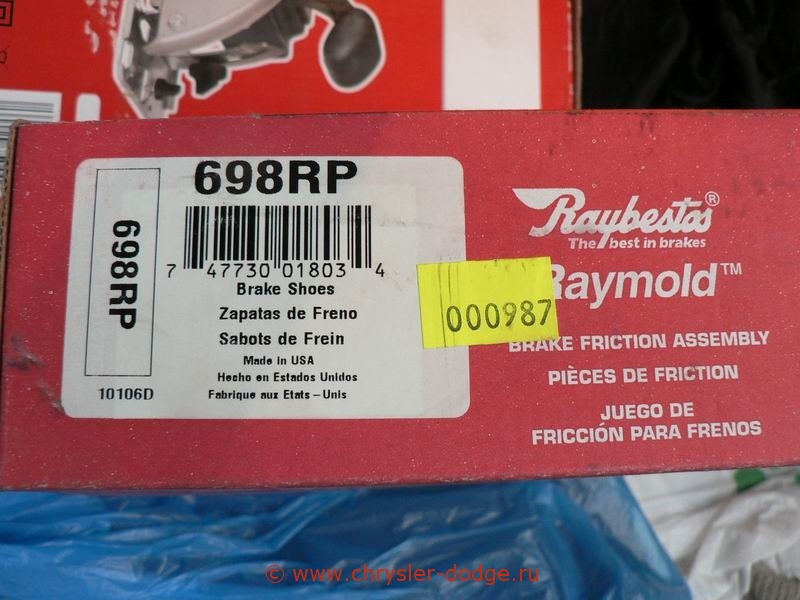 698RP
698RP
7 47730 01803 4
Brake Shoes
Zapatas de Freno
Sabots de Frein
Made in USA
Hecho en Estados Unidos
Fabrique aux Etats – Unis
10106D
000987
Raybestos®
The best in brakes
Raymold™
BRAKE FRICTION ASSEMBLY
PIÈCES DE FRICTION
JUEGO DE
FRICCIÓN PARA FRENOS
© www.chrysler-dodge.ru